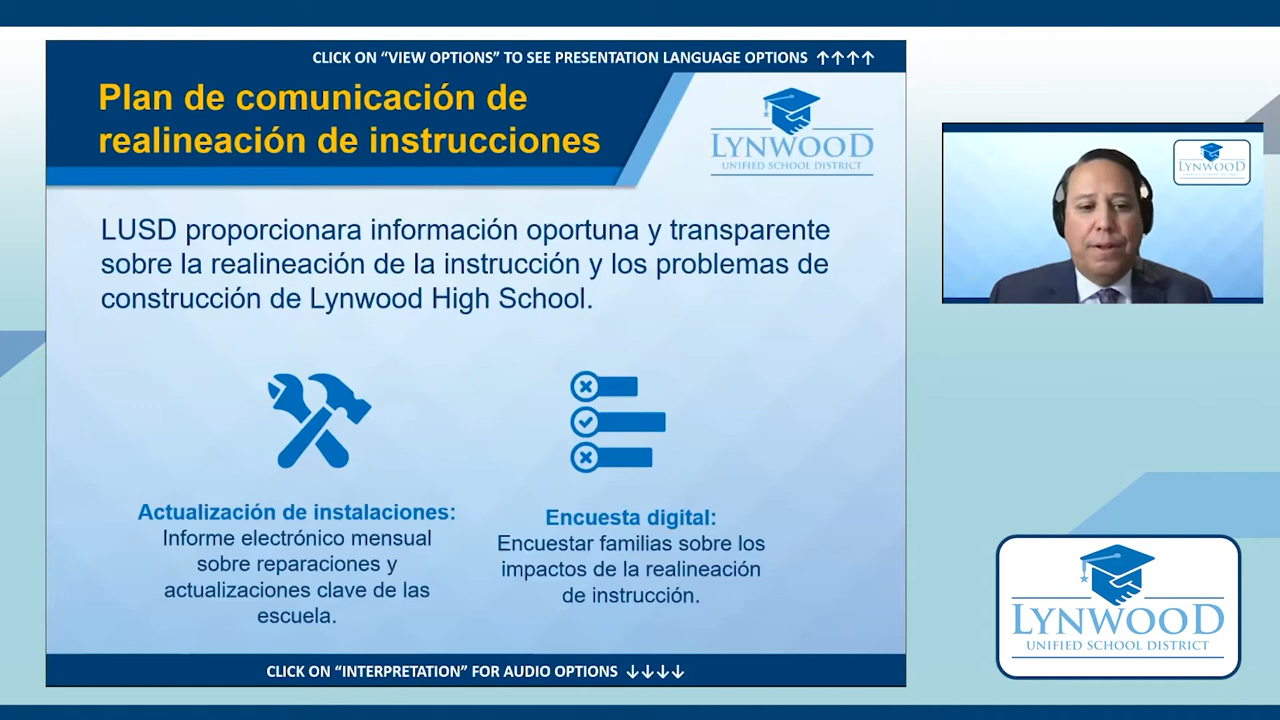 CLICK ON “VIEW OPTIONS” TO SEE PRESENTATION LANGUAGE OPTIONS ↑↑↑↑
Plan de comunicación de
realineación de instrucciones
LYNWOOD
UNIFIED SCHOOL DISTRICT
LUSD proporcionara información oportuna y transparente
sobre la realineación de la instrucción y los problemas de
construcción de Lynwood High School.
Actualización de instalaciones:
Informe electrónico mensual
sobre reparaciones y
actualizaciones clave de las
escuela.
Encuesta digital:
Encuestar familias sobre los
impactos de la realineación
de instrucción.
CLICK ON “INTERPRETATION” FOR AUDIO OPTIONS ↓↓↓↓
LYNWOOD
LYNWOOD
UNIFIED SCHOOL DISTRICT